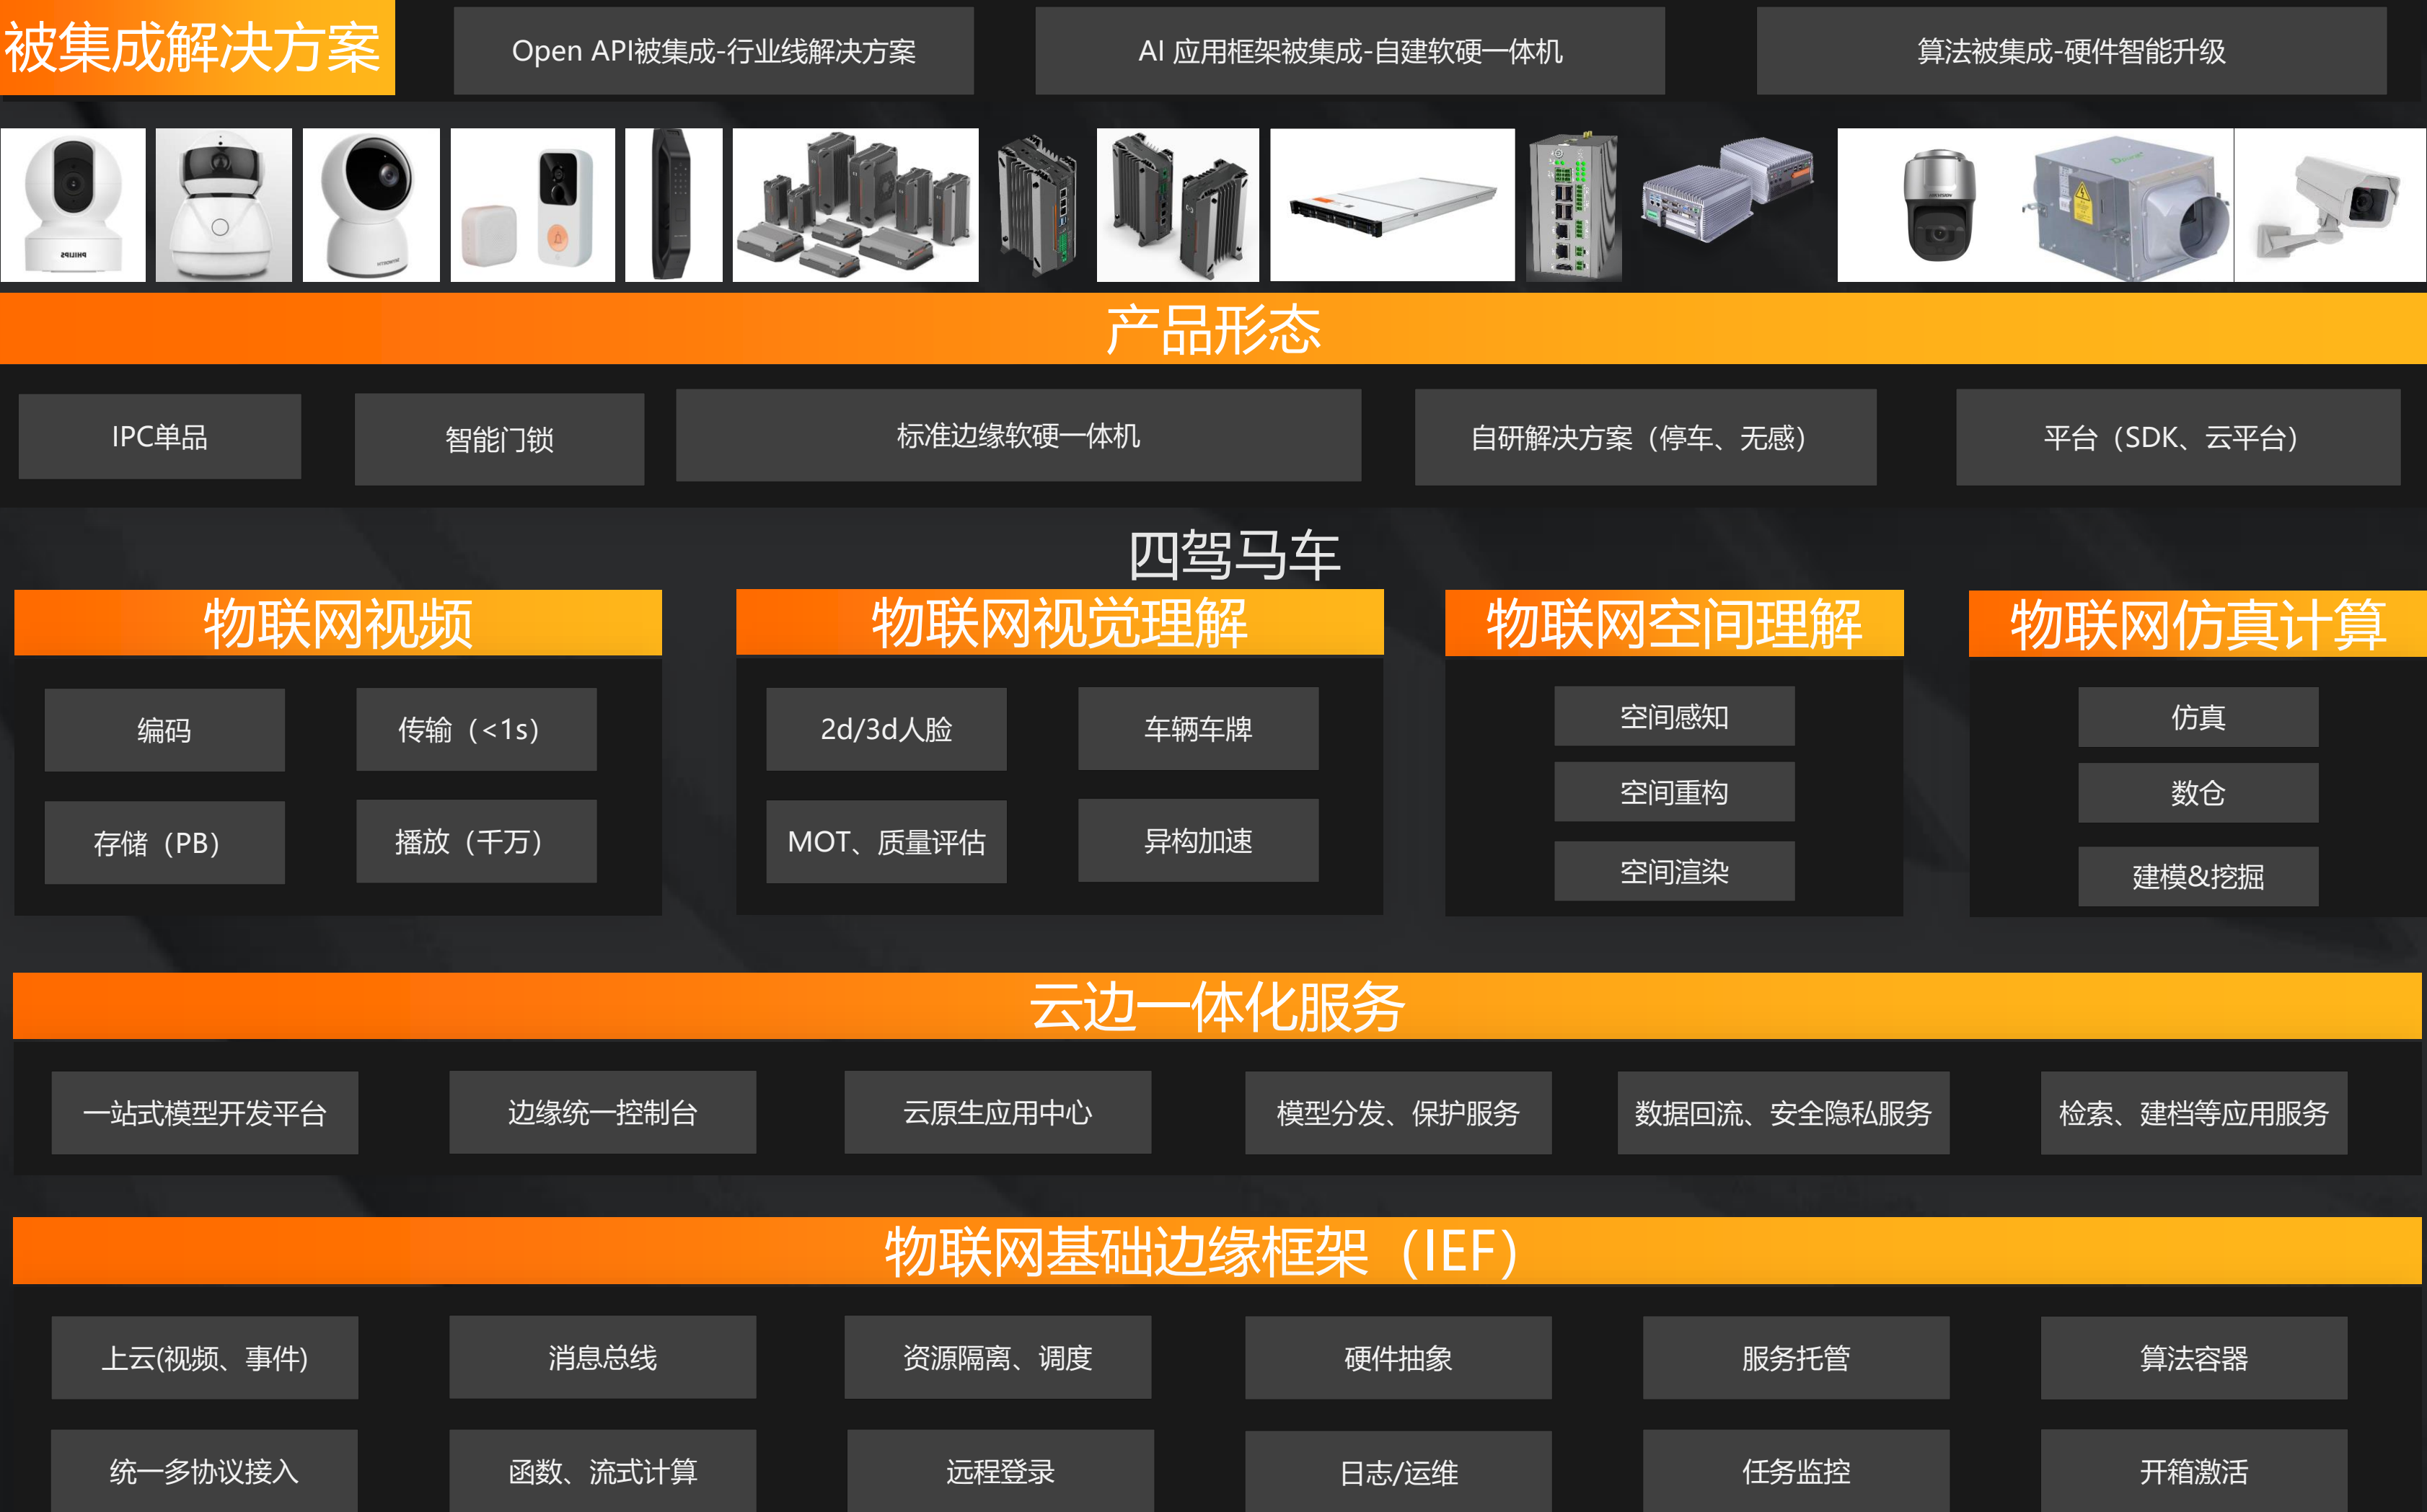 被集成解决方案
Open API被集成-行业线解决方案
AI 应用框架被集成-自建软硬一体机
算法被集成-硬件智能升级
PHILIPS
产品形态
IPC单品
智能门锁
标准边缘软硬一体机
自研解决方案（停车、无感）
平台（SDK、云平台）
四驾马车
物联网视频
编码
传输（<1s）
存储（PB）
播放（千万）
物联网视觉理解
2d/3d人脸
车辆车牌
MOT、质量评估
异构加速
物联网空间理解
空间感知
空间重构
空间渲染
物联网仿真计算
仿真
数仓
建模&挖掘
云边一体化服务
一站式模型开发平台
边缘统一控制台
云原生应用中心
模型分发、保护服务
数据回流、安全隐私服务
检索、建档等应用服务
物联网基础边缘框架（IEF）
上云(视频、事件)
消息总线
资源隔离、调度
硬件抽象
服务托管
算法容器
统一多协议接入
函数、流式计算
远程登录
日志/运维
任务监控
开箱激活